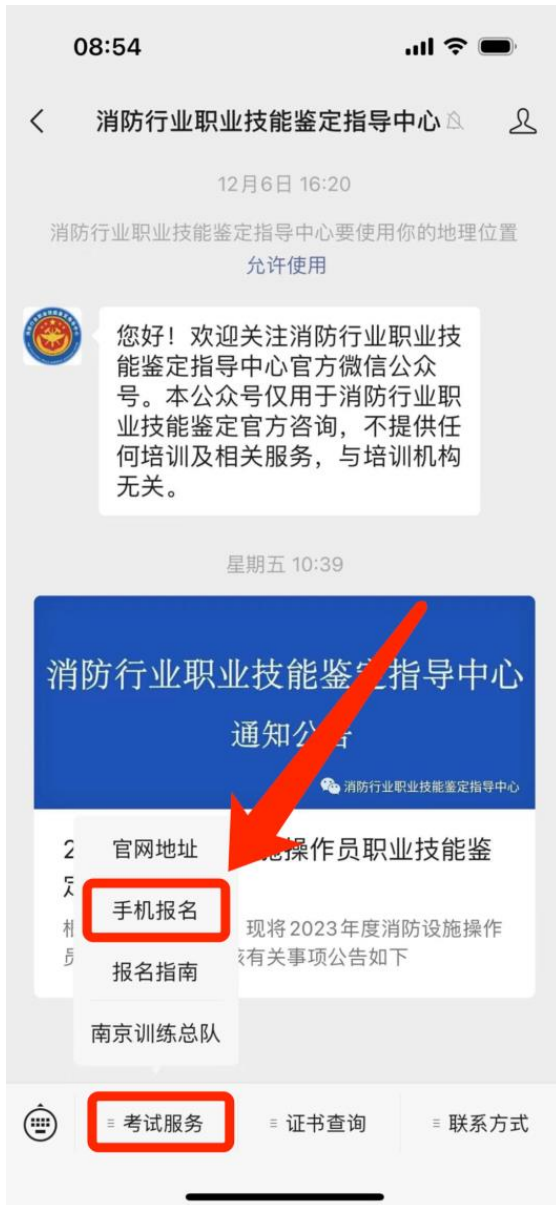 08:54
消防行业职业技能鉴定指导中心
12月6日 16:20
消防行业职业技能鉴定指导中心要使用你的地理位置
允许使用
您好！欢迎关注消防行业职业技
能鉴定指导中心官方微信公众
号。本公众号仅用于消防行业职
业技能鉴定官方咨询，不提供任
何培训及相关服务，与培训机构
无关。
星期五 10:39
消防行业职业技能鉴定指导中心
通知公告
消防行业职业技能鉴定指导中心
2
施操作员职业技能鉴
定
现将2023年度消防设施操作
员
有关事项公告如下
官网地址
手机报名
报名指南
南京训练总队
考试服务
证书查询
联系方式